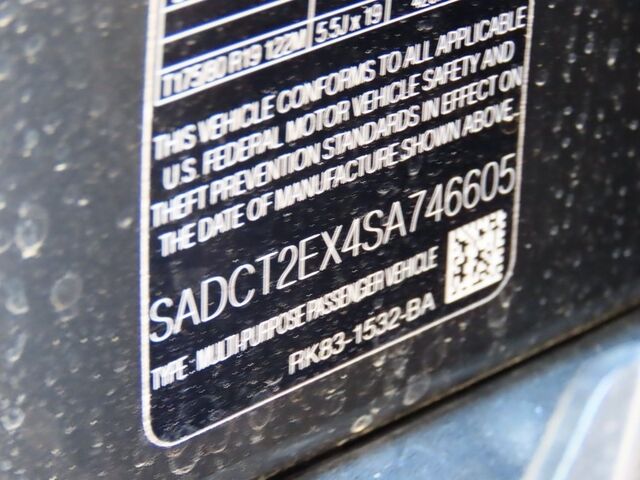 T175/80 R19 122M 5.5J x 19
THIS VEHICLE CONFORMS TO ALL APPLICABLE
U.S. FEDERAL MOTOR VEHICLE SAFETY AND
THEFT PREVENTION STANDARDS IN EFFECT ON
THE DATE OF MANUFACTURE SHOWN ABOVE.
SADCT2EX4SA746605
TYPE: MULTI-PURPOSE PASSENGER VEHICLE
RK83-1532-BA